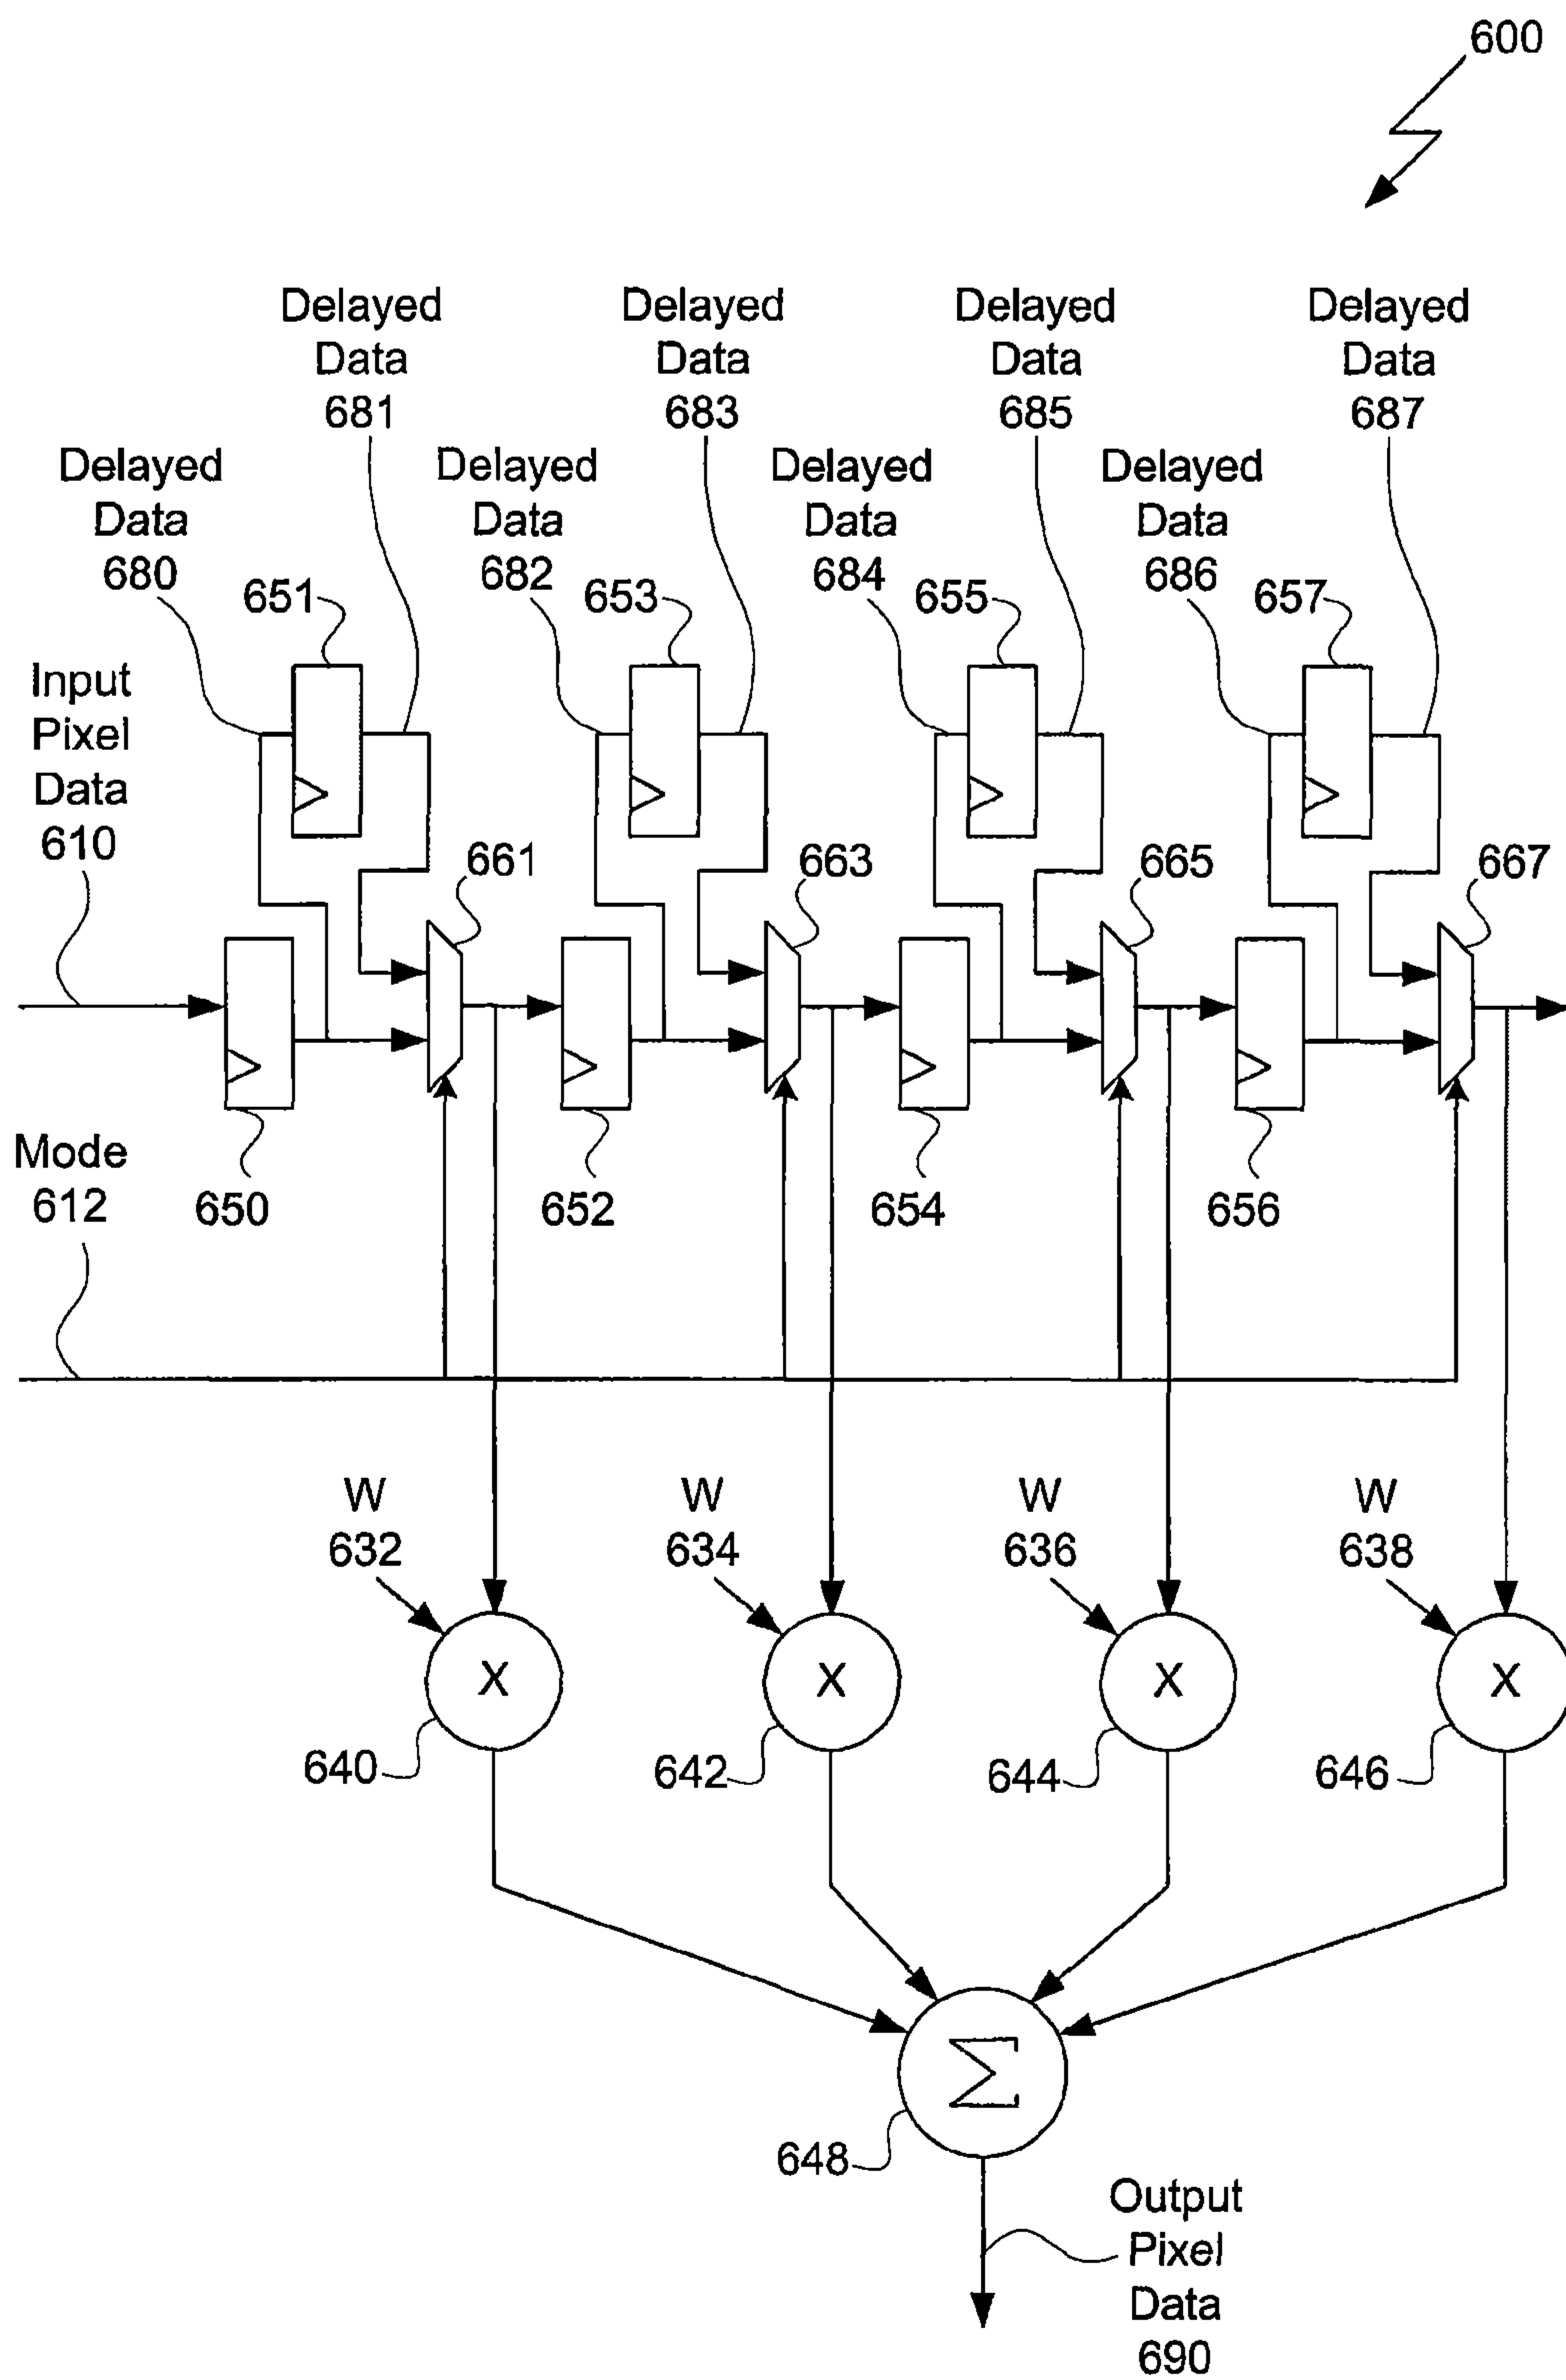 600
Delayed
Data
681
Delayed
Data
683
Delayed
Data
685
Delayed
Data
687
Delayed
Data
680
Delayed
Data
682
Delayed
Data
684
Delayed
Data
686
651
653
655
657
Input
Pixel
Data
610
661
663
665
667
Mode
612
650
652
654
656
W
632
W
634
W
636
W
638
X
X
X
X
640
642
644
646
Σ
648
Output
Pixel
Data
690